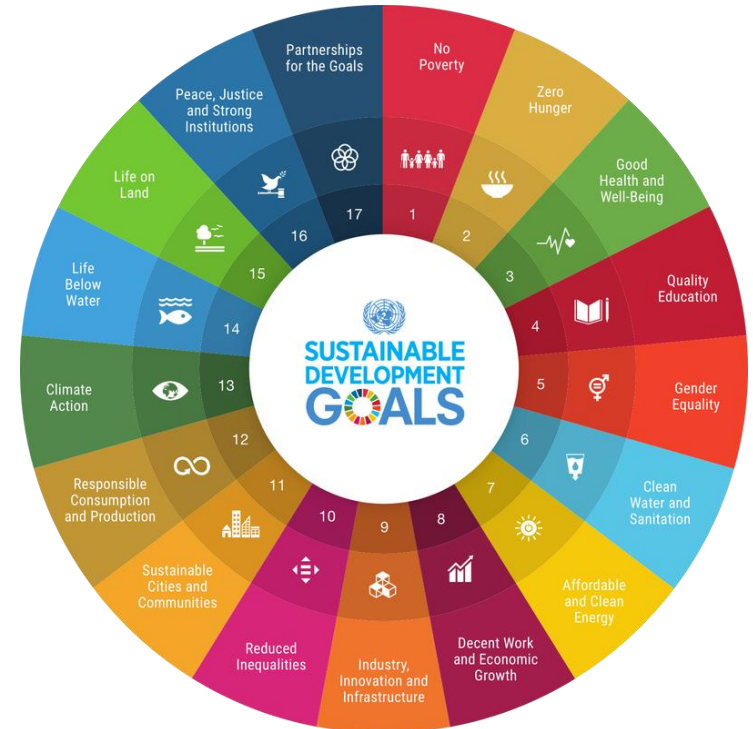 No
Poverty
1
Zero
Hunger
2
Good
Health and
Well-Being
3
Quality
Education
4
Gender
Equality
5
Clean
Water and
Sanitation
6
Affordable
and Clean
Energy
7
Decent Work
and Economic
Growth
8
Industry,
Innovation and
Infrastructure
9
Reduced
Inequalities
10
Sustainable
Cities and
Communities
11
Responsible
Consumption
and Production
12
Climate
Action
13
Life
Below
Water
14
Life on
Land
15
Peace, Justice
and Strong
Institutions
16
Partnerships
for the Goals
17
SUSTAINABLE
DEVELOPMENT
GOALS